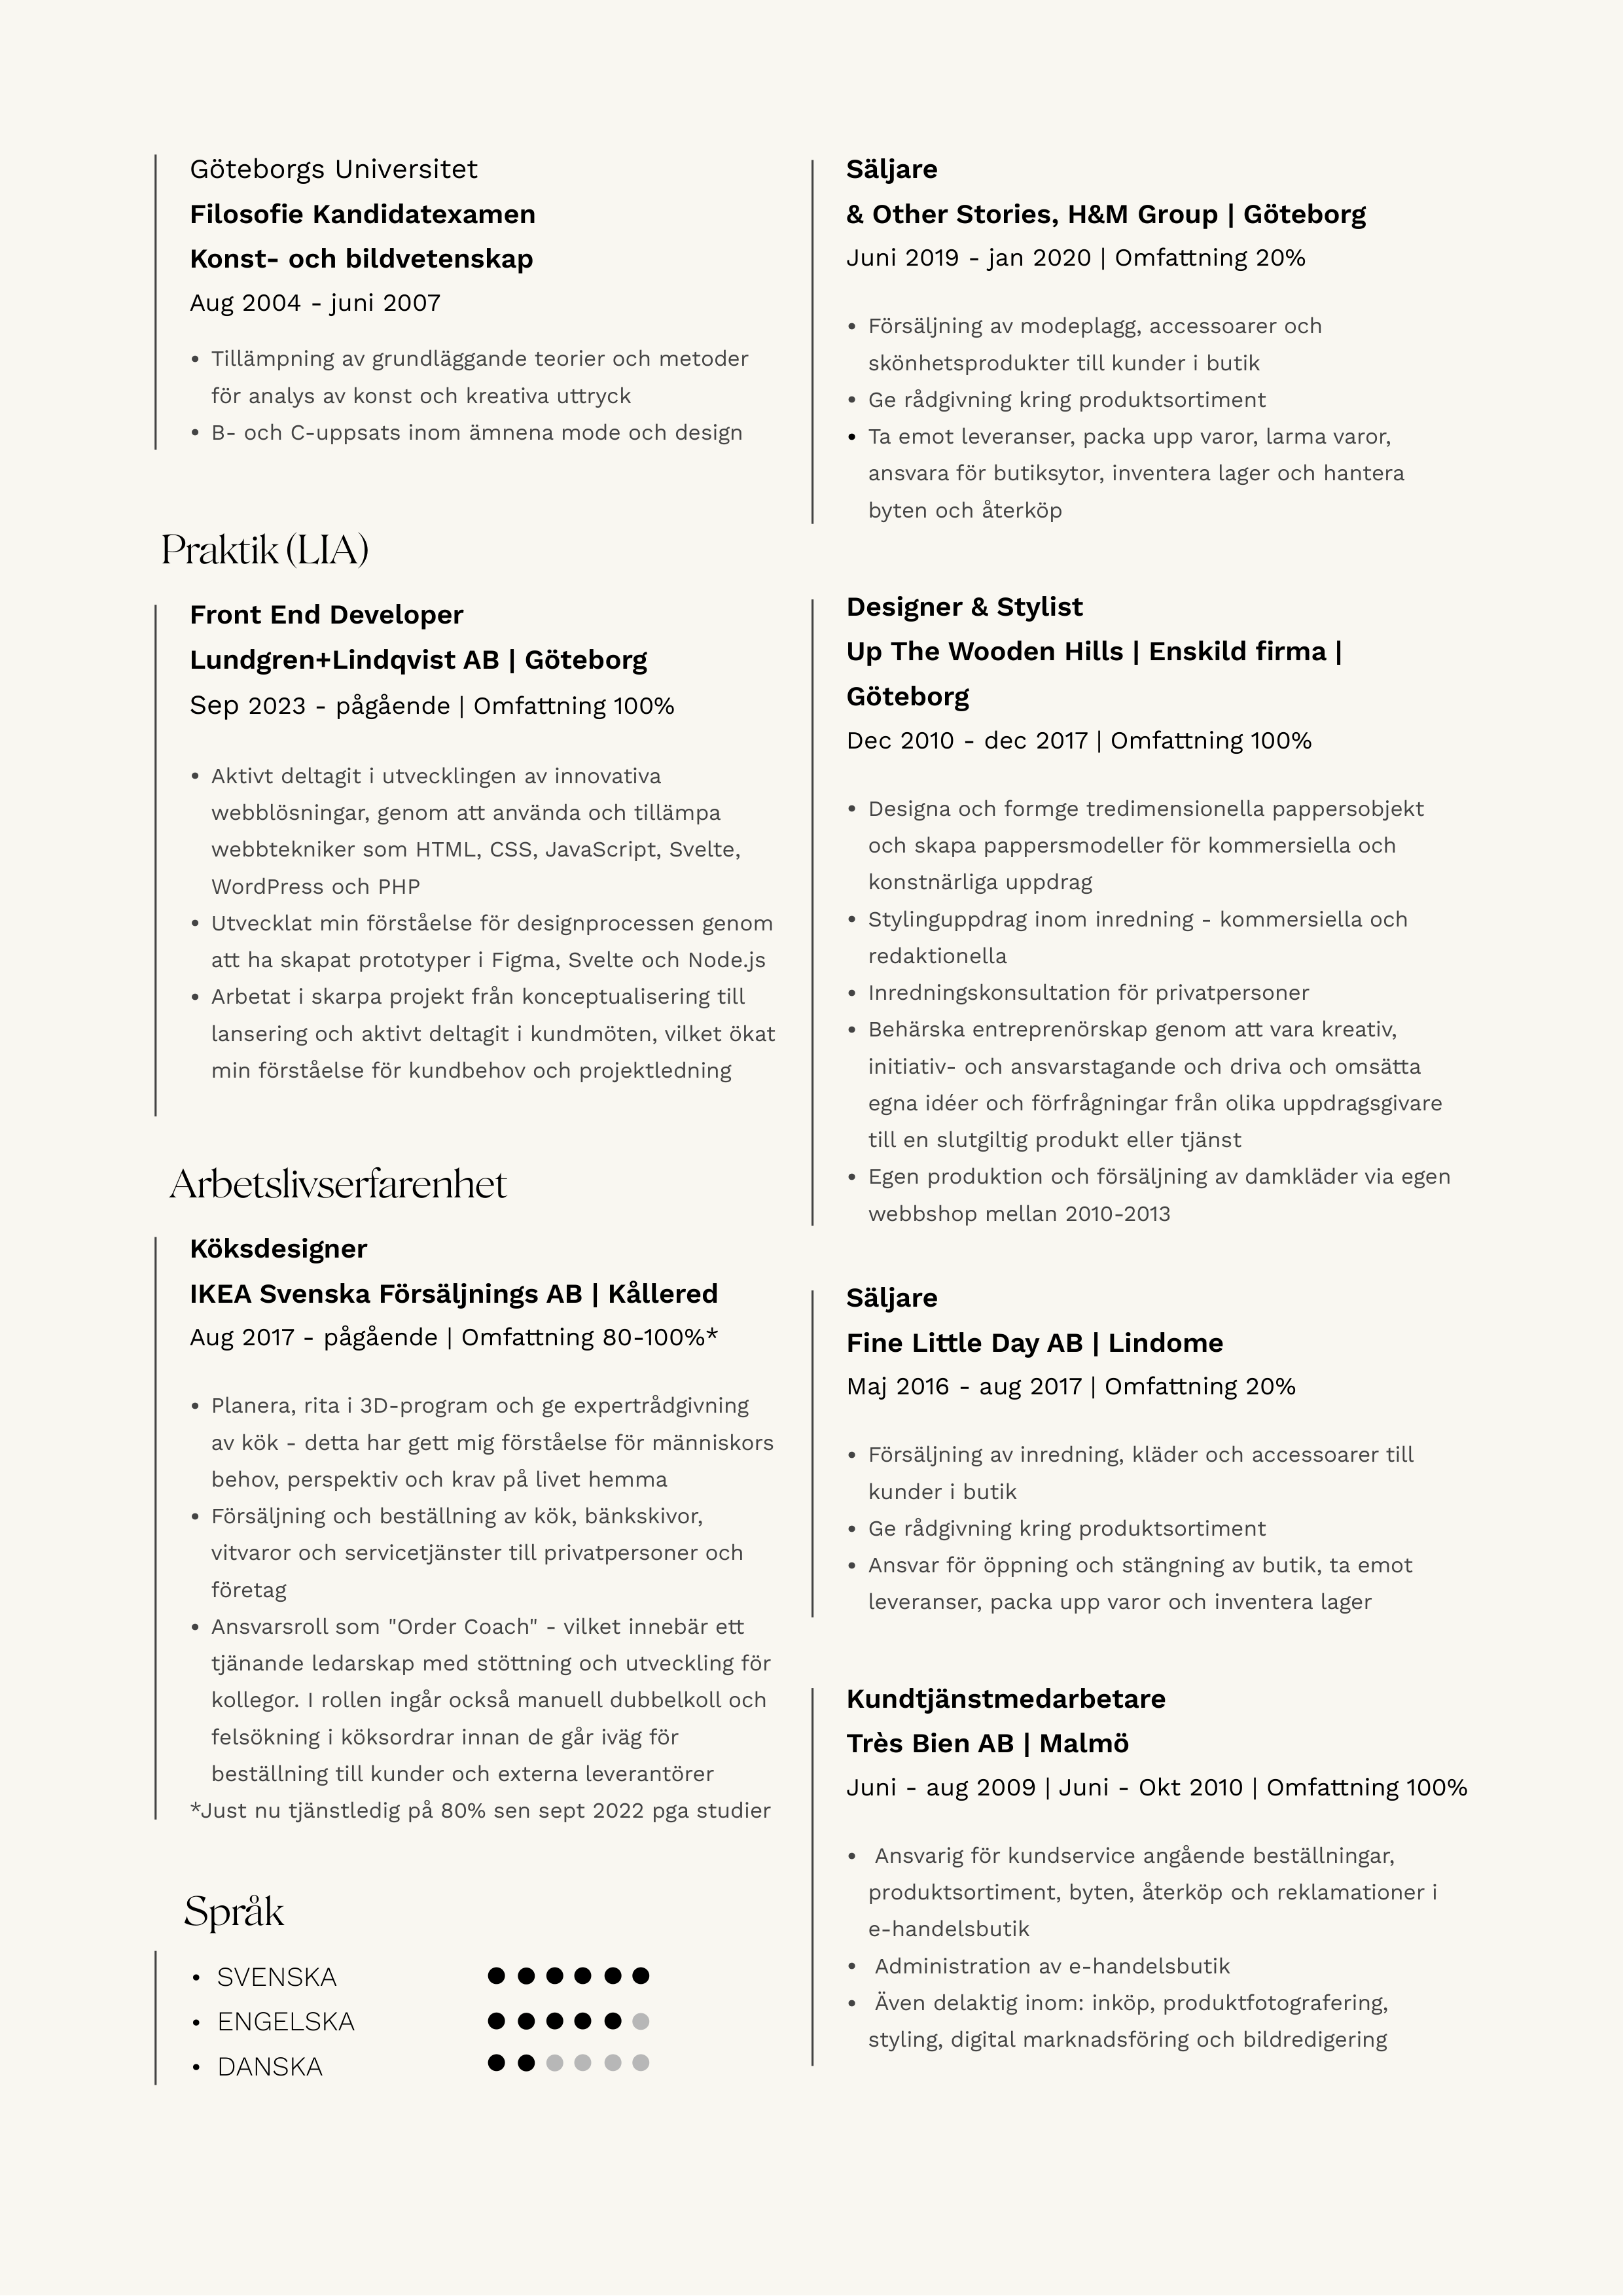 Göteborgs Universitet
Filosofie Kandidatexamen
Konst- och bildvetenskap
Aug 2004 - juni 2007
• Tillämpning av grundläggande teorier och metoder
för analys av konst och kreativa uttryck
• B- och C-uppsats inom ämnena mode och design
Praktik (LIA)
Front End Developer
Lundgren+Lindqvist AB | Göteborg
Sep 2023 - pågående | Omfattning 100%
• Aktivt deltagit i utvecklingen av innovativa
webblösningar, genom att använda och tillämpa
webbtekniker som HTML, CSS, JavaScript, Svelte,
WordPress och PHP
• Utvecklat min förståelse för designprocessen genom
att ha skapat prototyper i Figma, Svelte och Node.js
• Arbetat i skarpa projekt från konceptualisering till
lansering och aktivt deltagit i kundmöten, vilket ökat
min förståelse för kundbehov och projektledning
Arbetslivserfarenhet
Köksdesigner
IKEA Svenska Försäljnings AB | Kållered
Aug 2017 - pågående | Omfattning 80-100%*
• Planera, rita i 3D-program och ge expertrådgivning
av kök - detta har gett mig förståelse för människors
behov, perspektiv och krav på livet hemma
• Försäljning och beställning av kök, bänkskivor,
vitvaror och servicetjänster till privatpersoner och
företag
• Ansvarsroll som "Order Coach" - vilket innebär ett
tjänande ledarskap med stöttning och utveckling för
kollegor. I rollen ingår också manuell dubbelkoll och
felsökning i köksordrar innan de går iväg för
beställning till kunder och externa leverantörer
*Just nu tjänstledig på 80% sen sept 2022 pga studier
Språk
• SVENSKA
• ENGELSKA
• DANSKA
Säljare
& Other Stories, H&M Group | Göteborg
Juni 2019 - jan 2020 | Omfattning 20%
• Försäljning av modeplagg, accessoarer och
skönhetsprodukter till kunder i butik
• Ge rådgivning kring produktsortiment
• Ta emot leveranser, packa upp varor, larma varor,
ansvara för butiksytor, inventera lager och hantera
byten och återköp
Designer & Stylist
Up The Wooden Hills | Enskild firma |
Göteborg
Dec 2010 - dec 2017 | Omfattning 100%
• Designa och formge tredimensionella pappersobjekt
och skapa pappersmodeller för kommersiella och
konstnärliga uppdrag
• Stylinguppdrag inom inredning - kommersiella och
redaktionella
• Inredningskonsultation för privatpersoner
• Behärska entreprenörskap genom att vara kreativ,
initiativ- och ansvarstagande och driva och omsätta
egna idéer och förfrågningar från olika uppdragsgivare
till en slutgiltig produkt eller tjänst
• Egen produktion och försäljning av damkläder via egen
webbshop mellan 2010-2013
Säljare
Fine Little Day AB | Lindome
Maj 2016 - aug 2017 | Omfattning 20%
• Försäljning av inredning, kläder och accessoarer till
kunder i butik
• Ge rådgivning kring produktsortiment
• Ansvar för öppning och stängning av butik, ta emot
leveranser, packa upp varor och inventera lager
Kundtjänstmedarbetare
Très Bien AB | Malmö
Juni - aug 2009 | Juni - Okt 2010 | Omfattning 100%
• Ansvarig för kundservice angående beställningar,
produktsortiment, byten, återköp och reklamationer i
e-handelsbutik
• Administration av e-handelsbutik
• Även delaktig inom: inköp, produktfotografering,
styling, digital marknadsföring och bildredigering